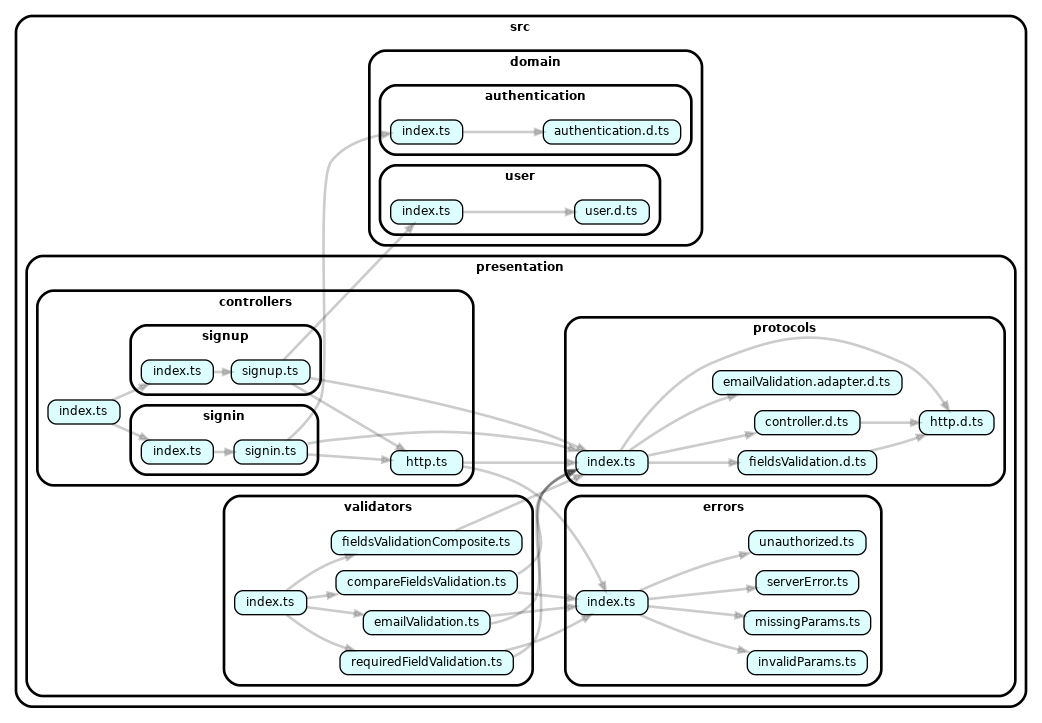 src
domain
authentication
index.ts
authentication.d.ts
user
index.ts
user.d.ts
presentation
controllers
signup
index.ts
signup.ts
index.ts
signin
index.ts
signin.ts
http.ts
protocols
emailValidation.adapter.d.ts
controller.d.ts
http.d.ts
index.ts
fieldsValidation.d.ts
validators
fieldsValidationComposite.ts
compareFieldsValidation.ts
index.ts
emailValidation.ts
requiredFieldValidation.ts
errors
unauthorized.ts
serverError.ts
index.ts
missingParams.ts
invalidParams.ts